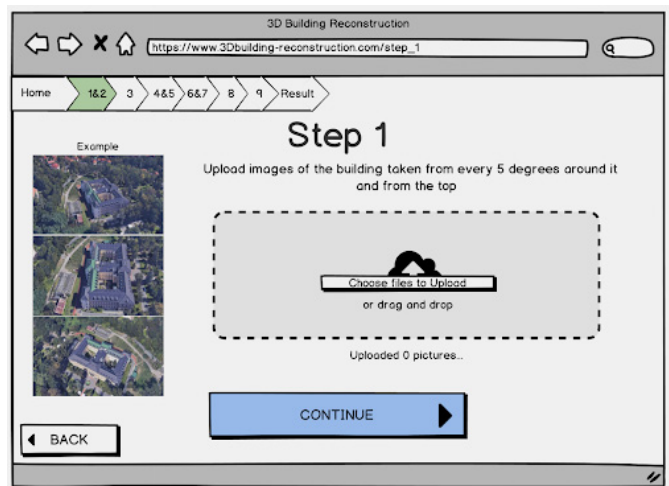 3D Building Reconstruction
https://www.3Dbuilding-reconstruction.com/step_1
Home 1&2 3 4&5 6&7 8 9 Result
Example
Step 1
Upload images of the building taken from every 5 degrees around it
and from the top
Choose files to Upload
or drag and drop
Uploaded 0 pictures..
CONTINUE
BACK